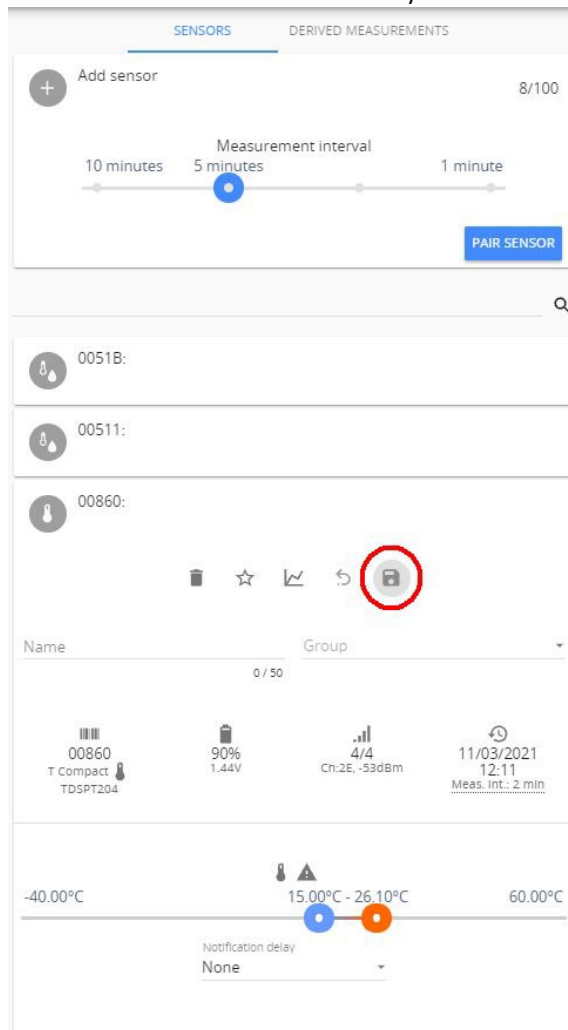 SENSORS DERIVED MEASUREMENTS
Add sensor
8/100
Measurement interval
10 minutes 5 minutes 1 minute
PAIR SENSOR
0051B:
00511:
00860:
Name Group
0 / 50
00860 90% 4/4 11/03/2021
T Compact 1.44V Ch:2E, -53dBm 12:11
TDSPT204 Meas. Int.: 2 min
-40.00°C 15.00°C - 26.10°C 60.00°C
Notification delay
None